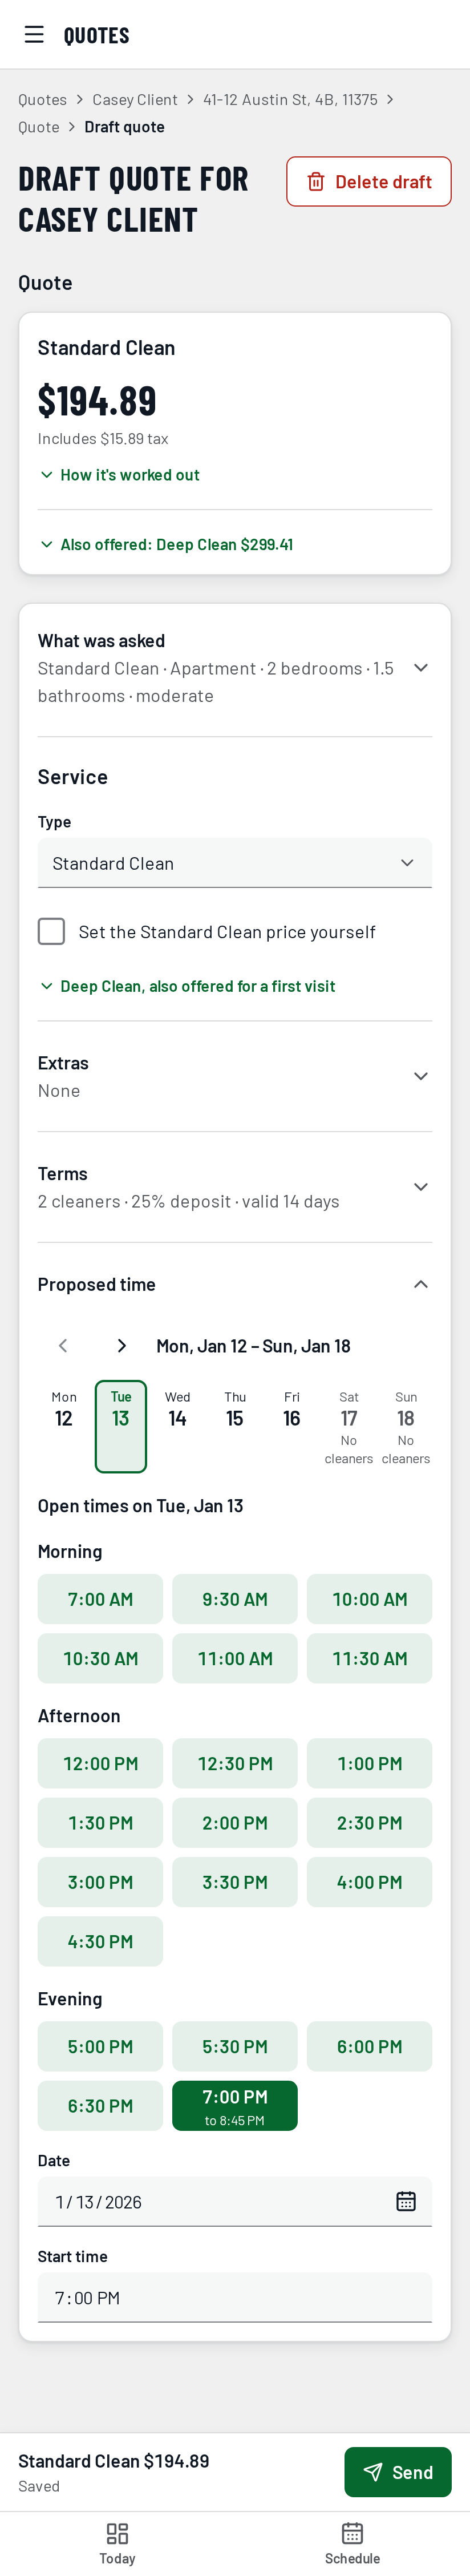 QUOTES
Quotes > Casey Client > 41-12 Austin St, 4B, 11375 >
Quote > Draft quote
DRAFT QUOTE FOR
CASEY CLIENT
Delete draft
Quote
Standard Clean
$194.89
Includes $15.89 tax
How it's worked out
Also offered: Deep Clean $299.41
What was asked
Standard Clean · Apartment · 2 bedrooms · 1.5
bathrooms · moderate
Service
Type
Standard Clean
Set the Standard Clean price yourself
Deep Clean, also offered for a first visit
Extras
None
Terms
2 cleaners · 25% deposit · valid 14 days
Proposed time
Mon, Jan 12 – Sun, Jan 18
Mon Tue Wed Thu Fri Sat Sun
12 13 14 15 16 17 18
No No
cleaners cleaners
Open times on Tue, Jan 13
Morning
7:00 AM 9:30 AM 10:00 AM
10:30 AM 11:00 AM 11:30 AM
Afternoon
12:00 PM 12:30 PM 1:00 PM
1:30 PM 2:00 PM 2:30 PM
3:00 PM 3:30 PM 4:00 PM
4:30 PM
Evening
5:00 PM 5:30 PM 6:00 PM
6:30 PM 7:00 PM
to 8:45 PM
Date
1/13/2026
Start time
7:00 PM
Standard Clean $194.89
Saved
Send
Today Schedule